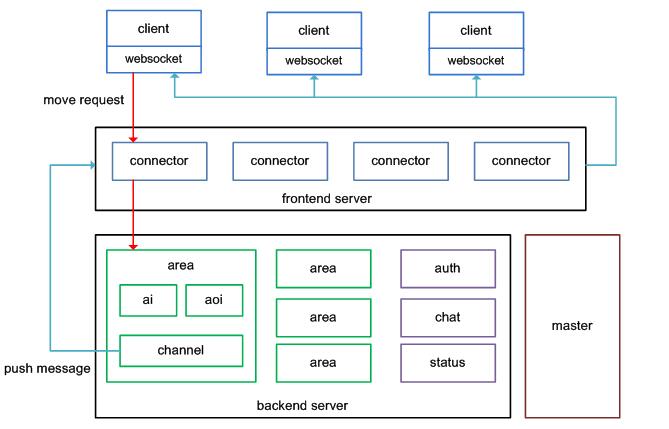 client
client
client
websocket
websocket
websocket
move request
connector
connector
connector
connector
frontend server
area
area
auth
ai
aoi
area
chat
master
channel
area
status
push message
backend server